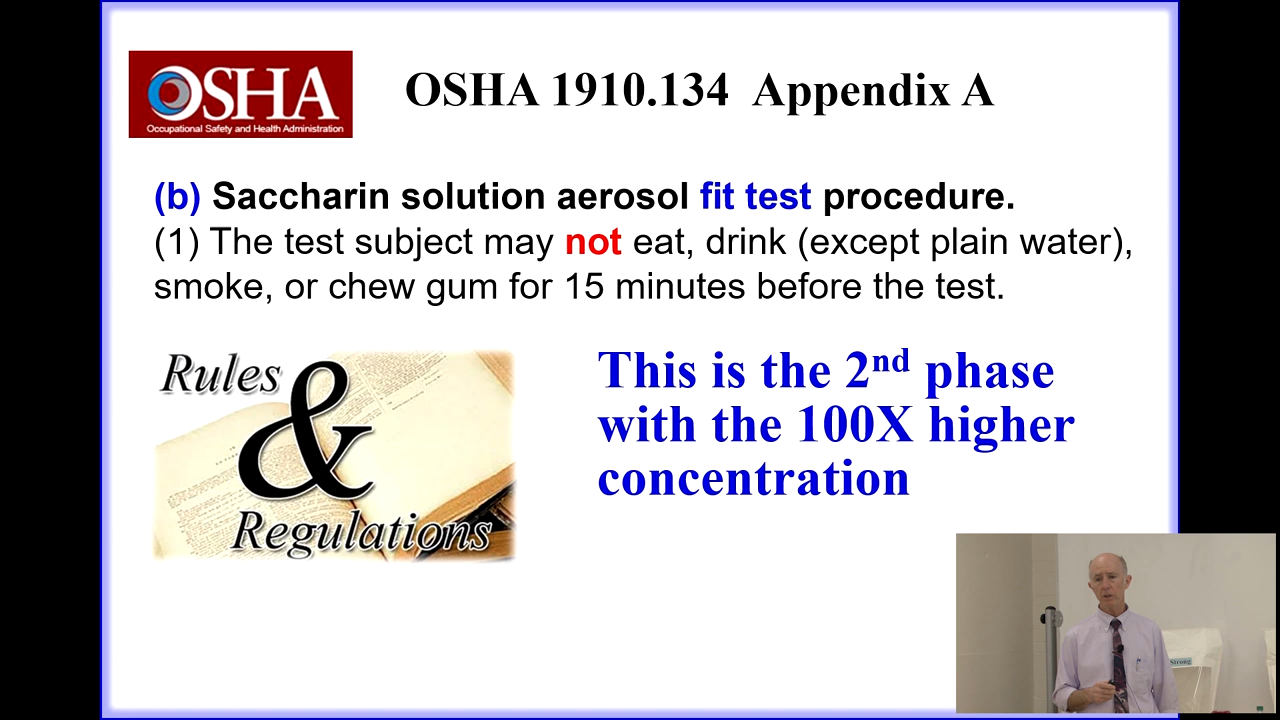 OSHA
Occupational Safety and Health Administration
OSHA 1910.134 Appendix A
(b) Saccharin solution aerosol fit test procedure.
(1) The test subject may not eat, drink (except plain water),
smoke, or chew gum for 15 minutes before the test.
Rules
&
Regulations
This is the 2nd phase
with the 100X higher
concentration
Strong